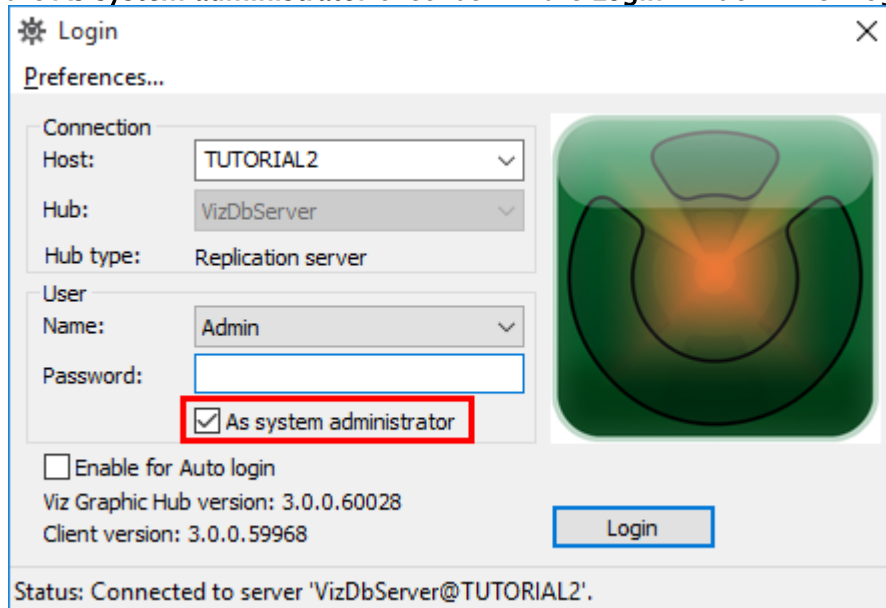 Login
Preferences...
Connection
Host: TUTORIAL2
Hub: VizDbServer
Hub type: Replication server
User
Name: Admin
Password:
As system administrator
Enable for Auto login
Viz Graphic Hub version: 3.0.0.60028
Client version: 3.0.0.59968
Login
Status: Connected to server 'VizDbServer@TUTORIAL2'.